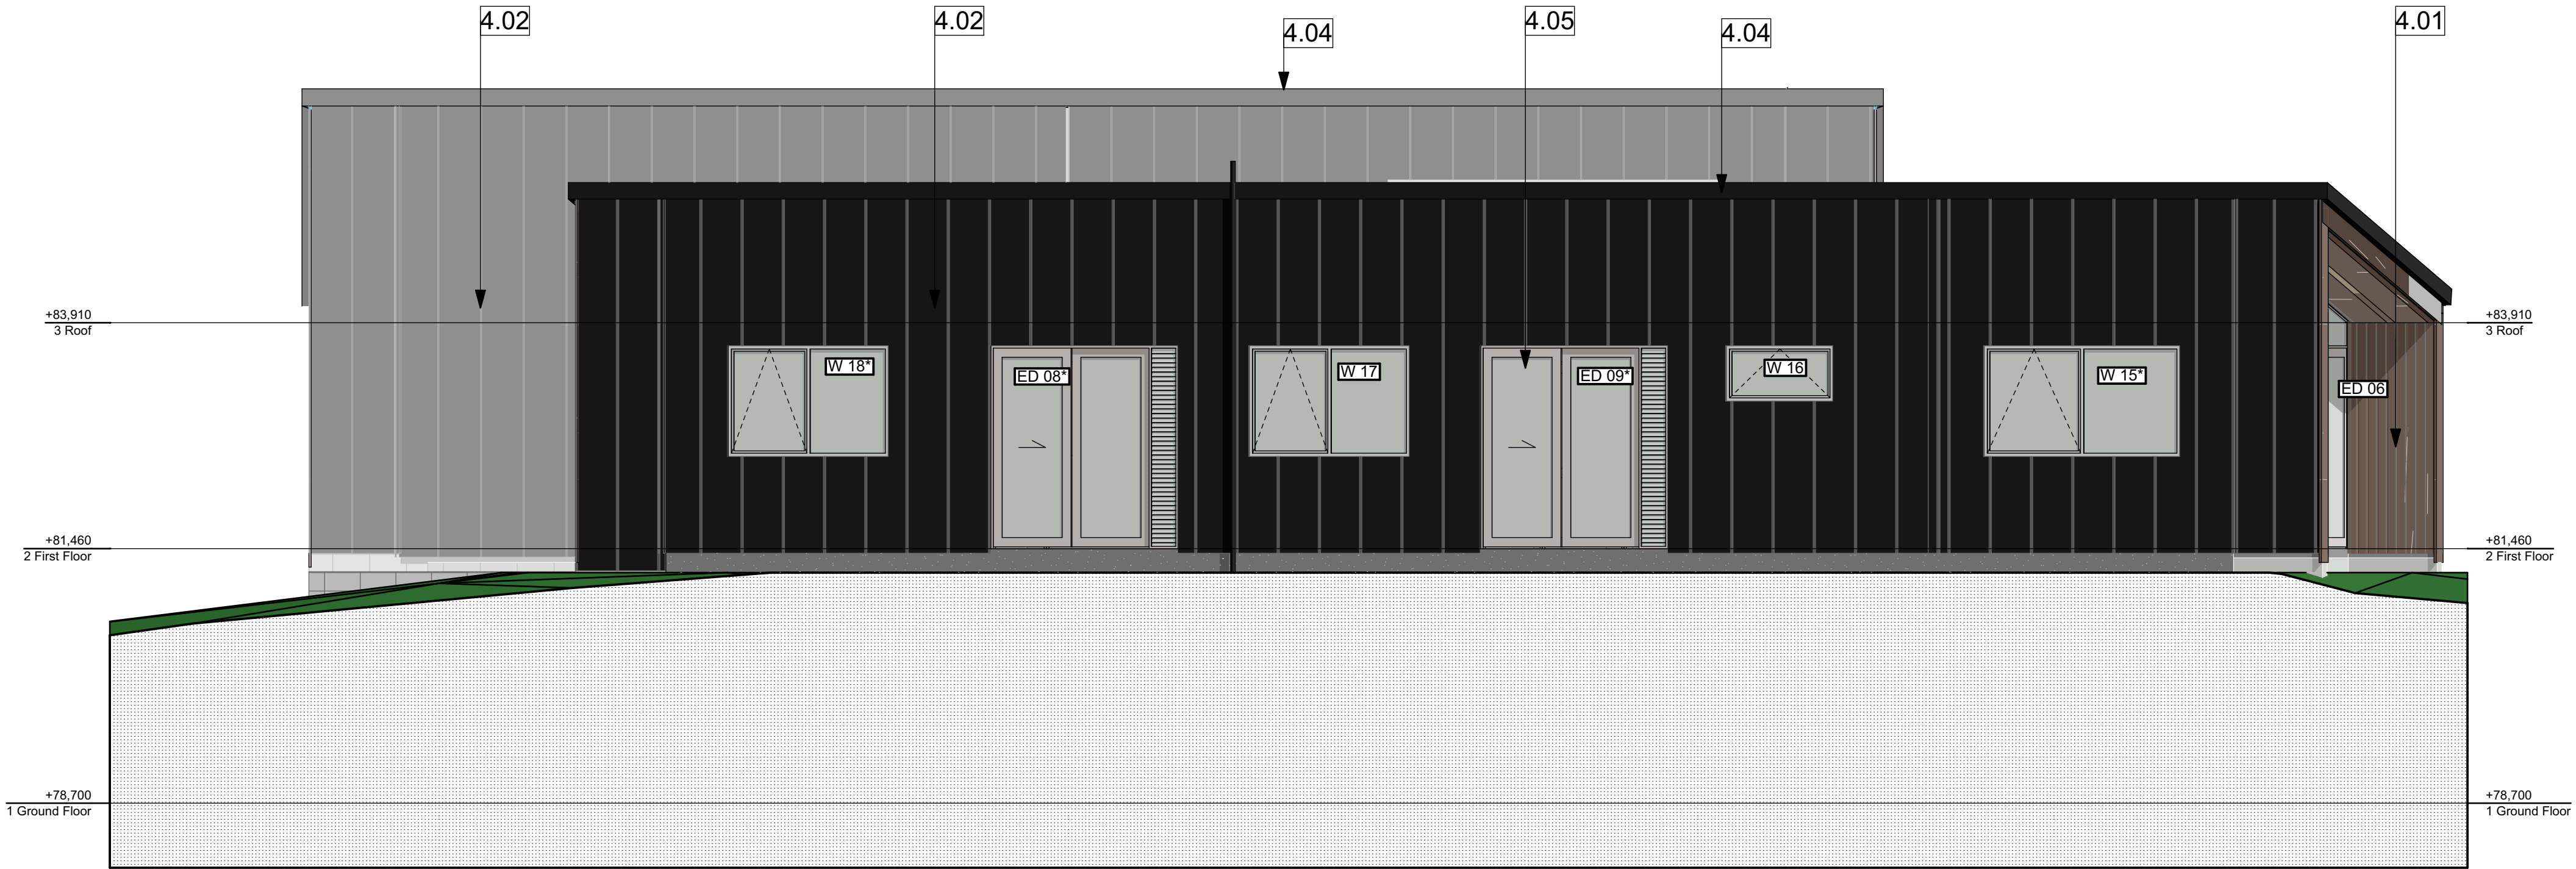 4.02
4.02
4.04
4.05
4.04
4.01
+83,910
3 Roof
+83,910
3 Roof
W 18*
ED 08*
W 17
ED 09*
W 16
W 15*
ED 06
+81,460
2 First Floor
+81,460
2 First Floor
+78,700
1 Ground Floor
+78,700
1 Ground Floor